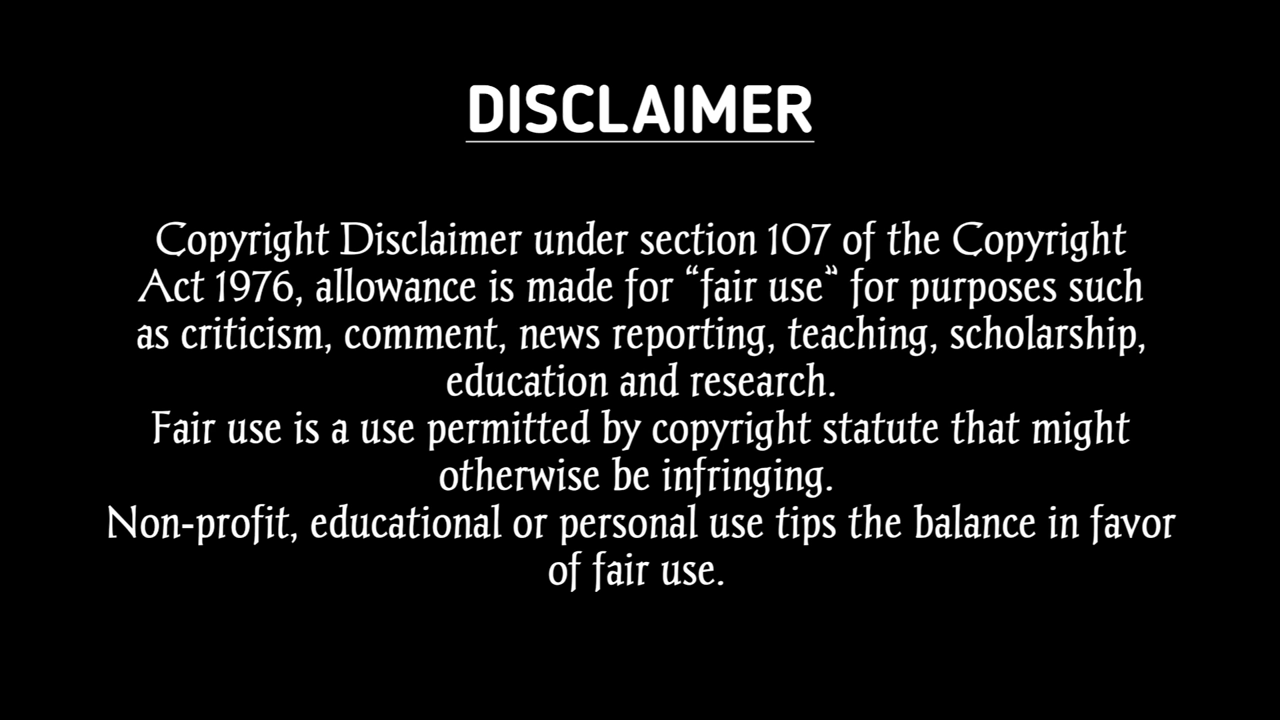 DISCLAIMER
Copyright Disclaimer under section 107 of the Copyright
Act 1976, allowance is made for “fair use” for purposes such
as criticism, comment, news reporting, teaching, scholarship,
education and research.
Fair use is a use permitted by copyright statute that might
otherwise be infringing.
Non-profit, educational or personal use tips the balance in favor
of fair use.